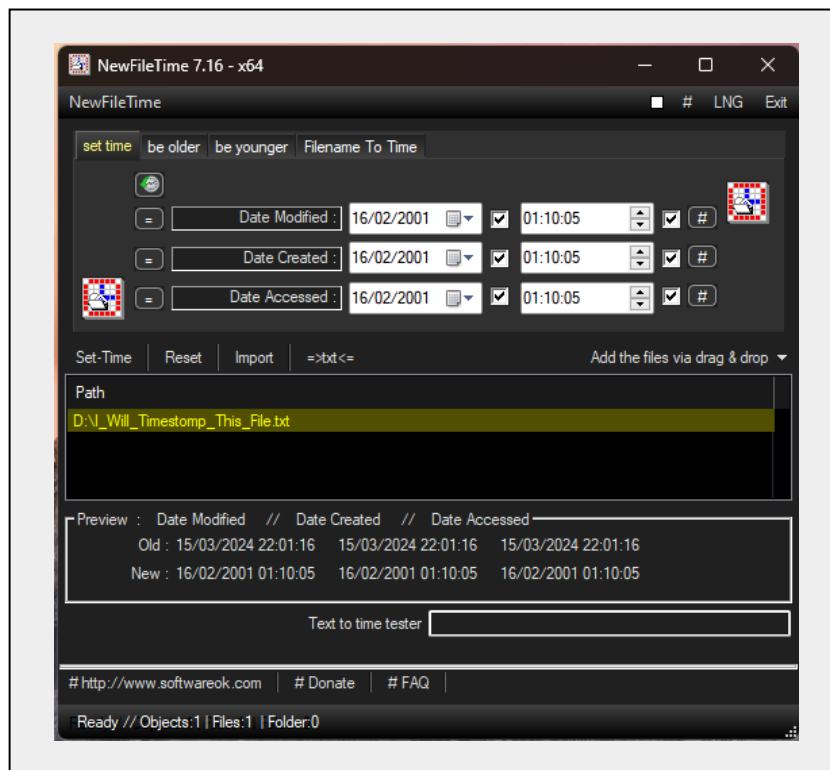 NewFileTime 7.16 - x64
NewFileTime # LNG Exit
set time be older be younger Filename To Time
= Date Modified : 16/02/2001 01:10:05 #
= Date Created : 16/02/2001 01:10:05 #
= Date Accessed : 16/02/2001 01:10:05 #
Set-Time Reset Import =>txt<= Add the files via drag & drop
Path
D:\I_Will_Timestomp_This_File.txt
Preview : Date Modified // Date Created // Date Accessed
Old : 15/03/2024 22:01:16 15/03/2024 22:01:16 15/03/2024 22:01:16
New : 16/02/2001 01:10:05 16/02/2001 01:10:05 16/02/2001 01:10:05
Text to time tester
# http://www.softwareok.com # Donate # FAQ
Ready // Objects:1 | Files:1 | Folder:0